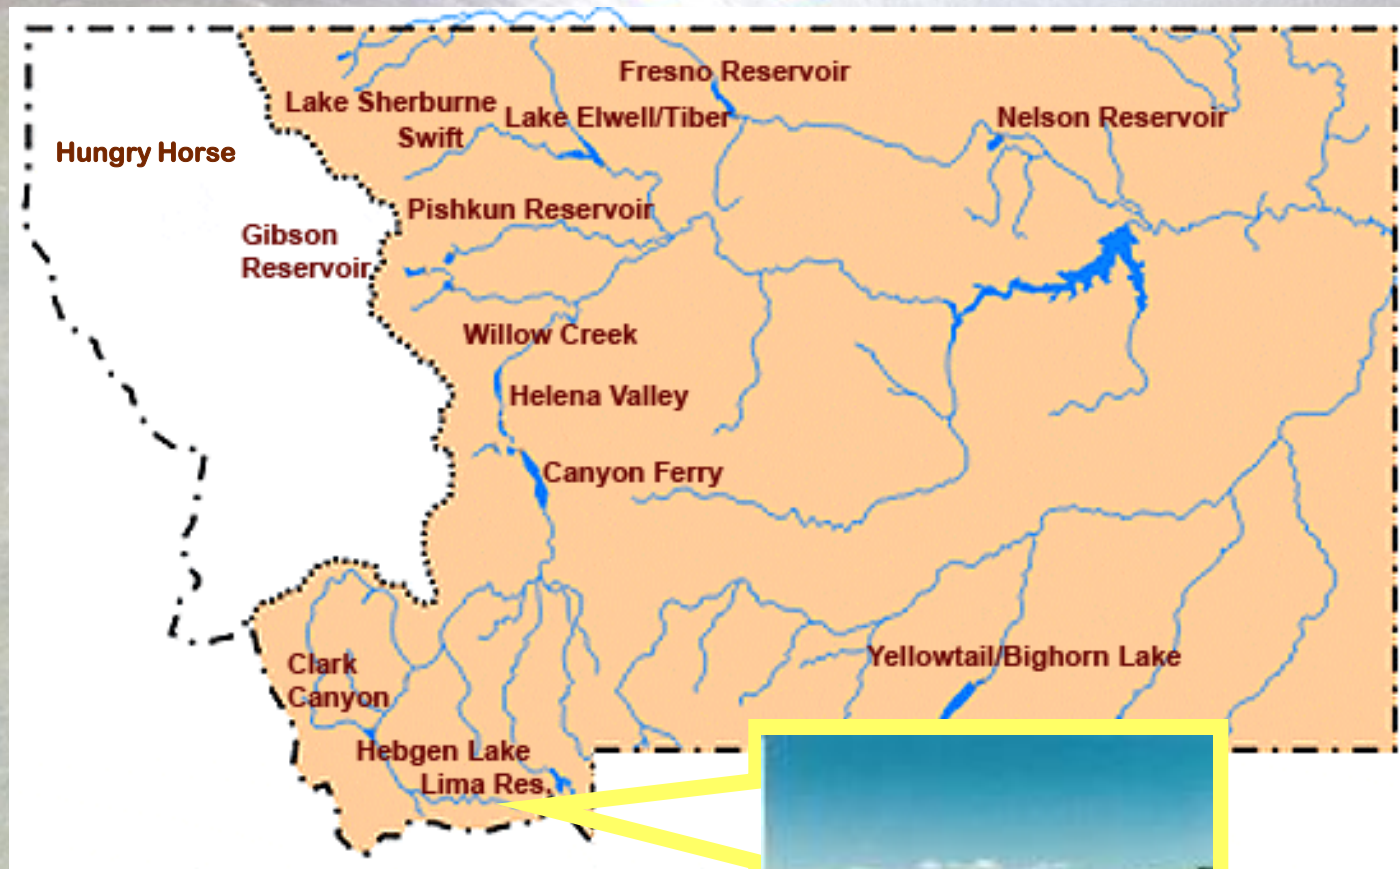 Fresno Reservoir
Lake Sherburne
Swift
Lake Elwell/Tiber
Nelson Reservoir
Hungry Horse
Pishkun Reservoir
Gibson
Reservoir
Willow Creek
Helena Valley
Canyon Ferry
Clark
Canyon
Yellowtail/Bighorn Lake
Hebgen Lake
Lima Res.